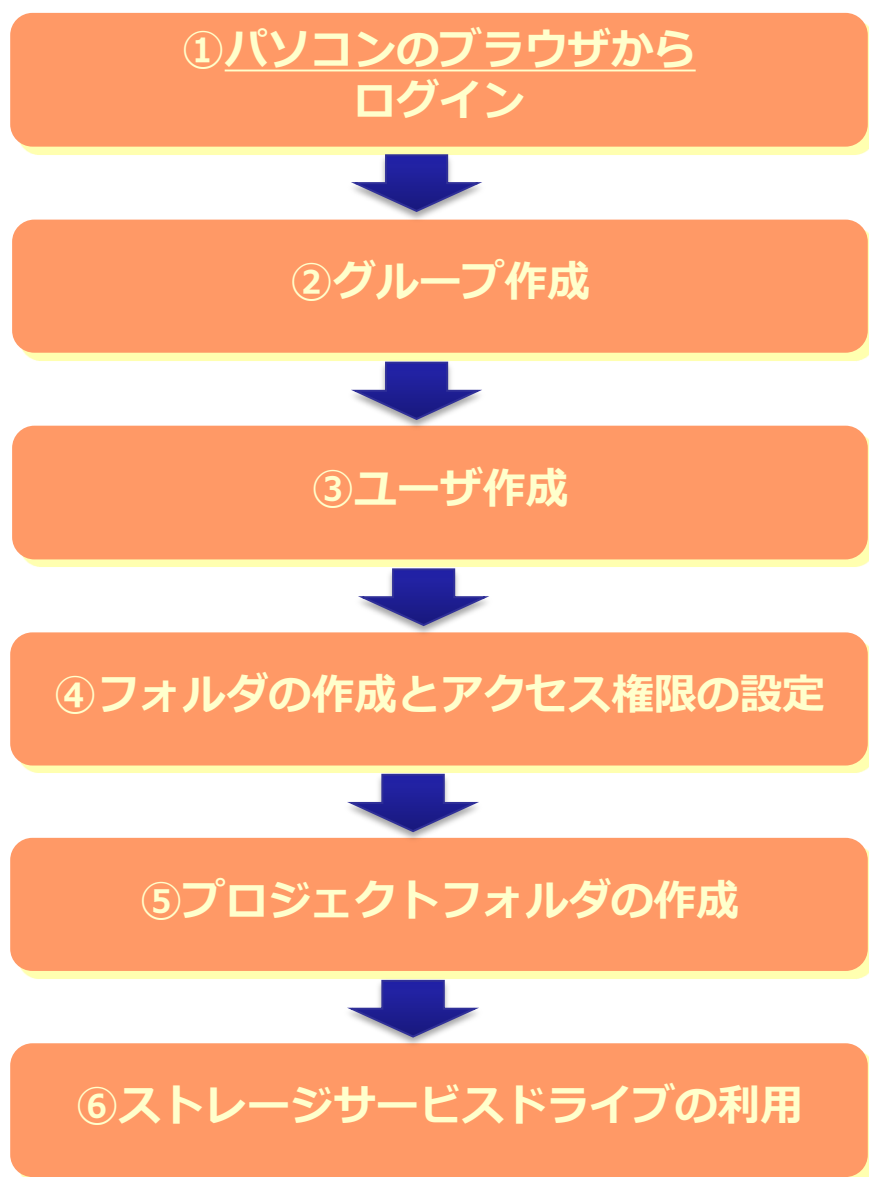 ①パソコンのブラウザから
ログイン
②グループ作成
③ユーザ作成
④フォルダの作成とアクセス権限の設定
⑤プロジェクトフォルダの作成
⑥ストレージサービスドライブの利用